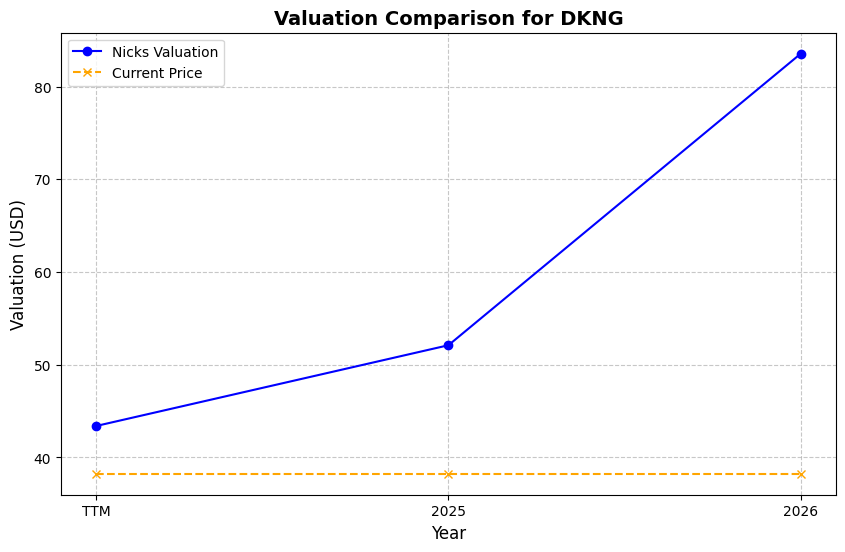 Valuation Comparison for DKNG
Nicks Valuation
Current Price
Valuation (USD)
80
70
60
50
40
TTM
2025
2026
Year